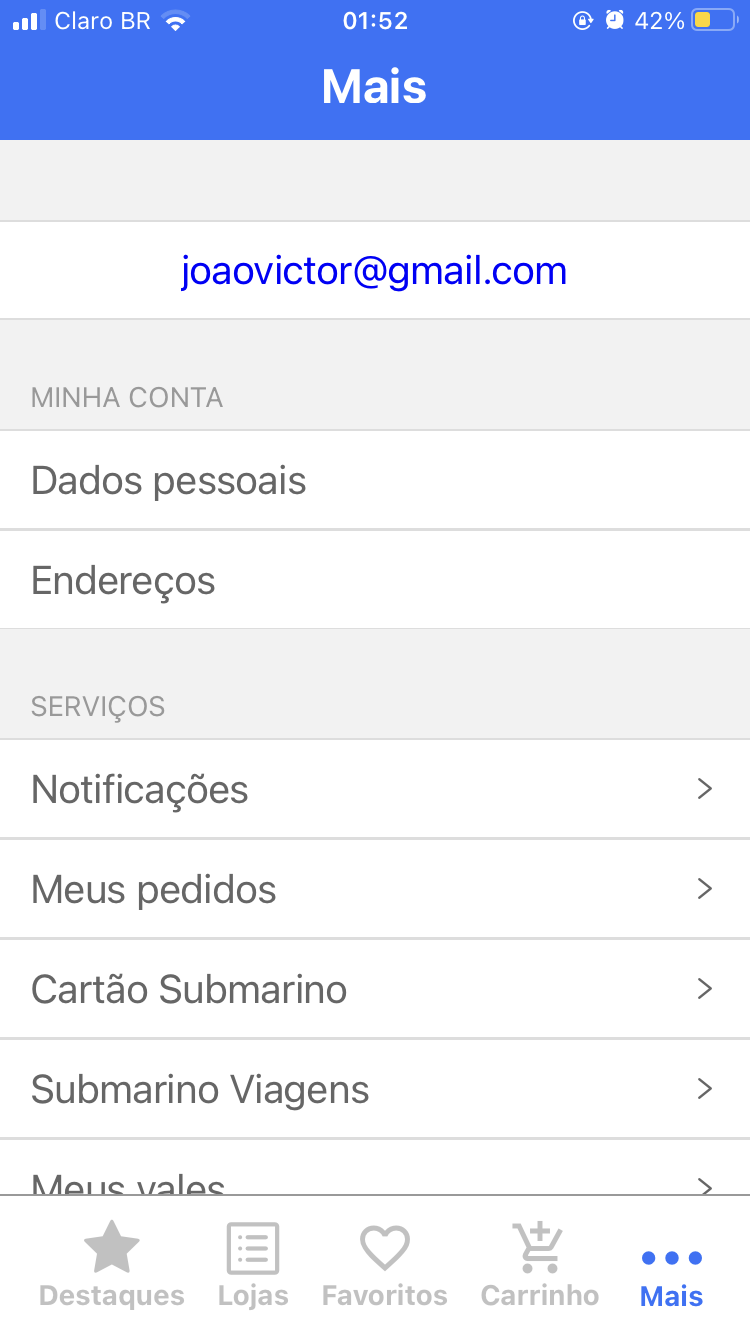 Claro BR 01:52 42%
Mais
joaovictor@gmail.com
MINHA CONTA
Dados pessoais
Endereços
SERVIÇOS
Notificações
Meus pedidos
Cartão Submarino
Submarino Viagens
Meus vales
Destaques Lojas Favoritos Carrinho Mais